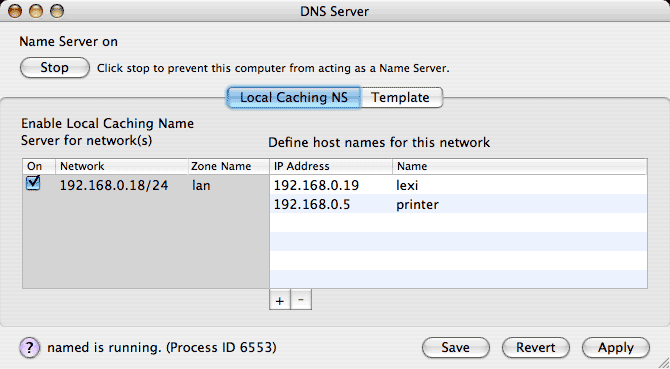 DNS Server
Name Server on
Stop Click stop to prevent this computer from acting as a Name Server.
Local Caching NS Template
Enable Local Caching Name
Server for network(s)
Define host names for this network
On Network Zone Name IP Address Name
192.168.0.18/24 lan 192.168.0.19 lexi
192.168.0.5 printer
+ -
? named is running. (Process ID 6553) Save Revert Apply